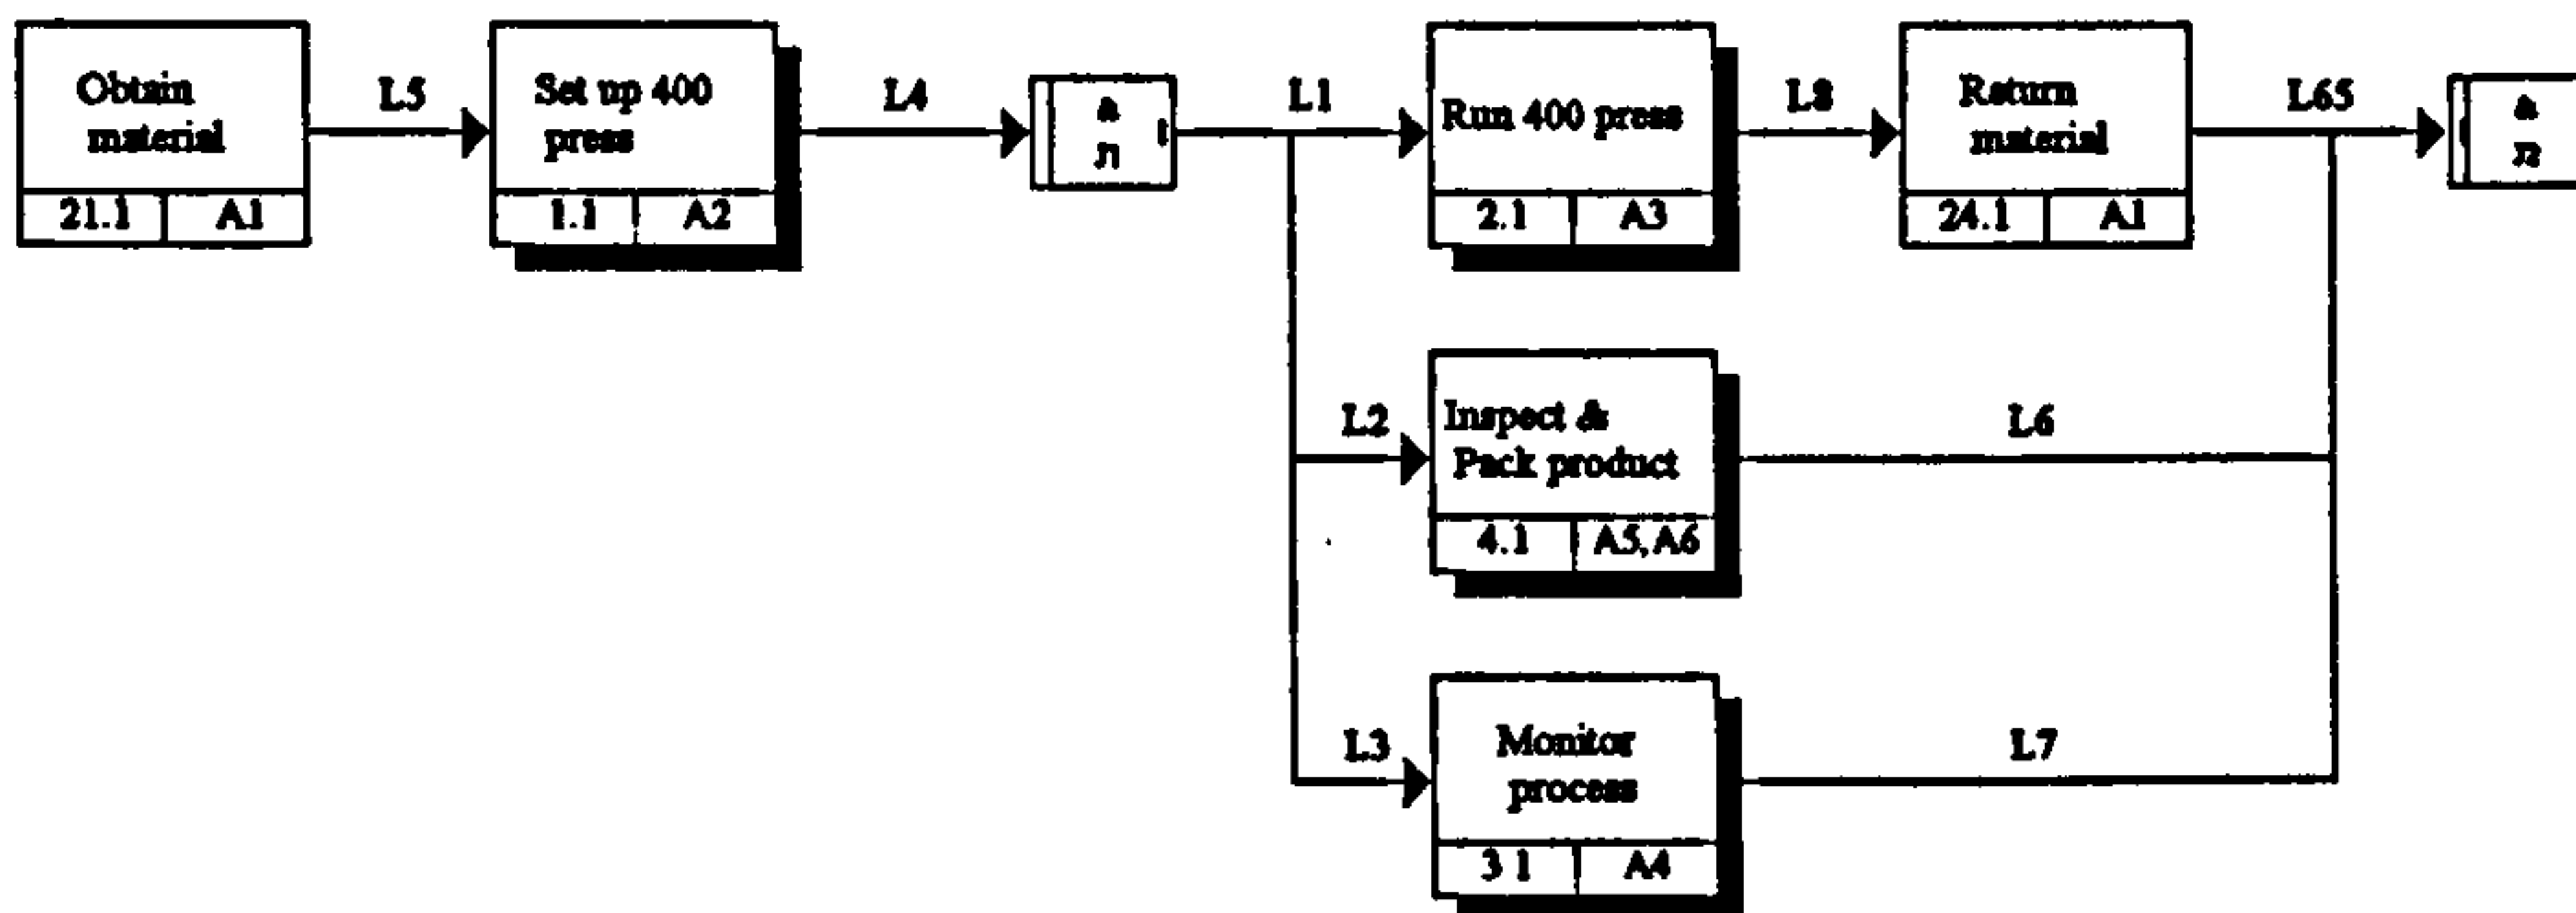 Obtain
material
21.1 A1
L5
Set up 400
press
1.1 A2
L4
&
J1
L1
Run 400 press
2.1 A3
L8
Return
material
24.1 A1
L65
&
J2
L2
Inspect &
Pack product
4.1 A5,A6
L6
L3
Monitor
process
3 1 A4
L7